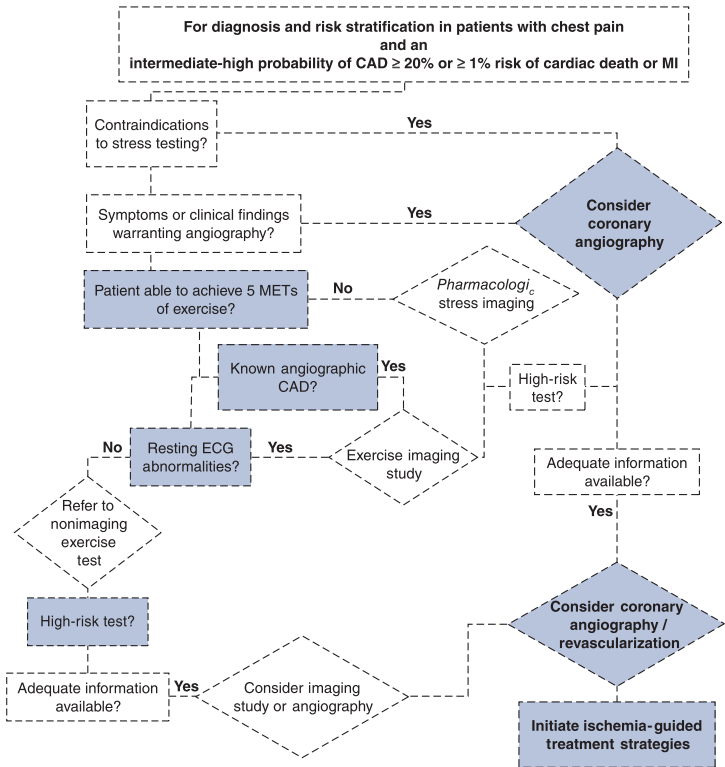 For diagnosis and risk stratification in patients with chest pain
and an
intermediate-high probability of CAD ≥ 20% or ≥ 1% risk of cardiac death or MI
Contraindications
to stress testing?
Yes
Symptoms or clinical findings
warranting angiography?
Yes
Consider
coronary
angiography
Patient able to achieve 5 METs
of exercise?
No
Pharmacologic
stress imaging
Known angiographic
CAD?
Yes
High-risk
test?
No
Resting ECG
abnormalities?
Yes
Exercise imaging
study
Adequate information
available?
Yes
Refer to
nonimaging
exercise
test
High-risk test?
Consider coronary
angiography /
revascularization
Adequate information
available?
Yes
Consider imaging
study or angiography
Initiate ischemia-guided
treatment strategies